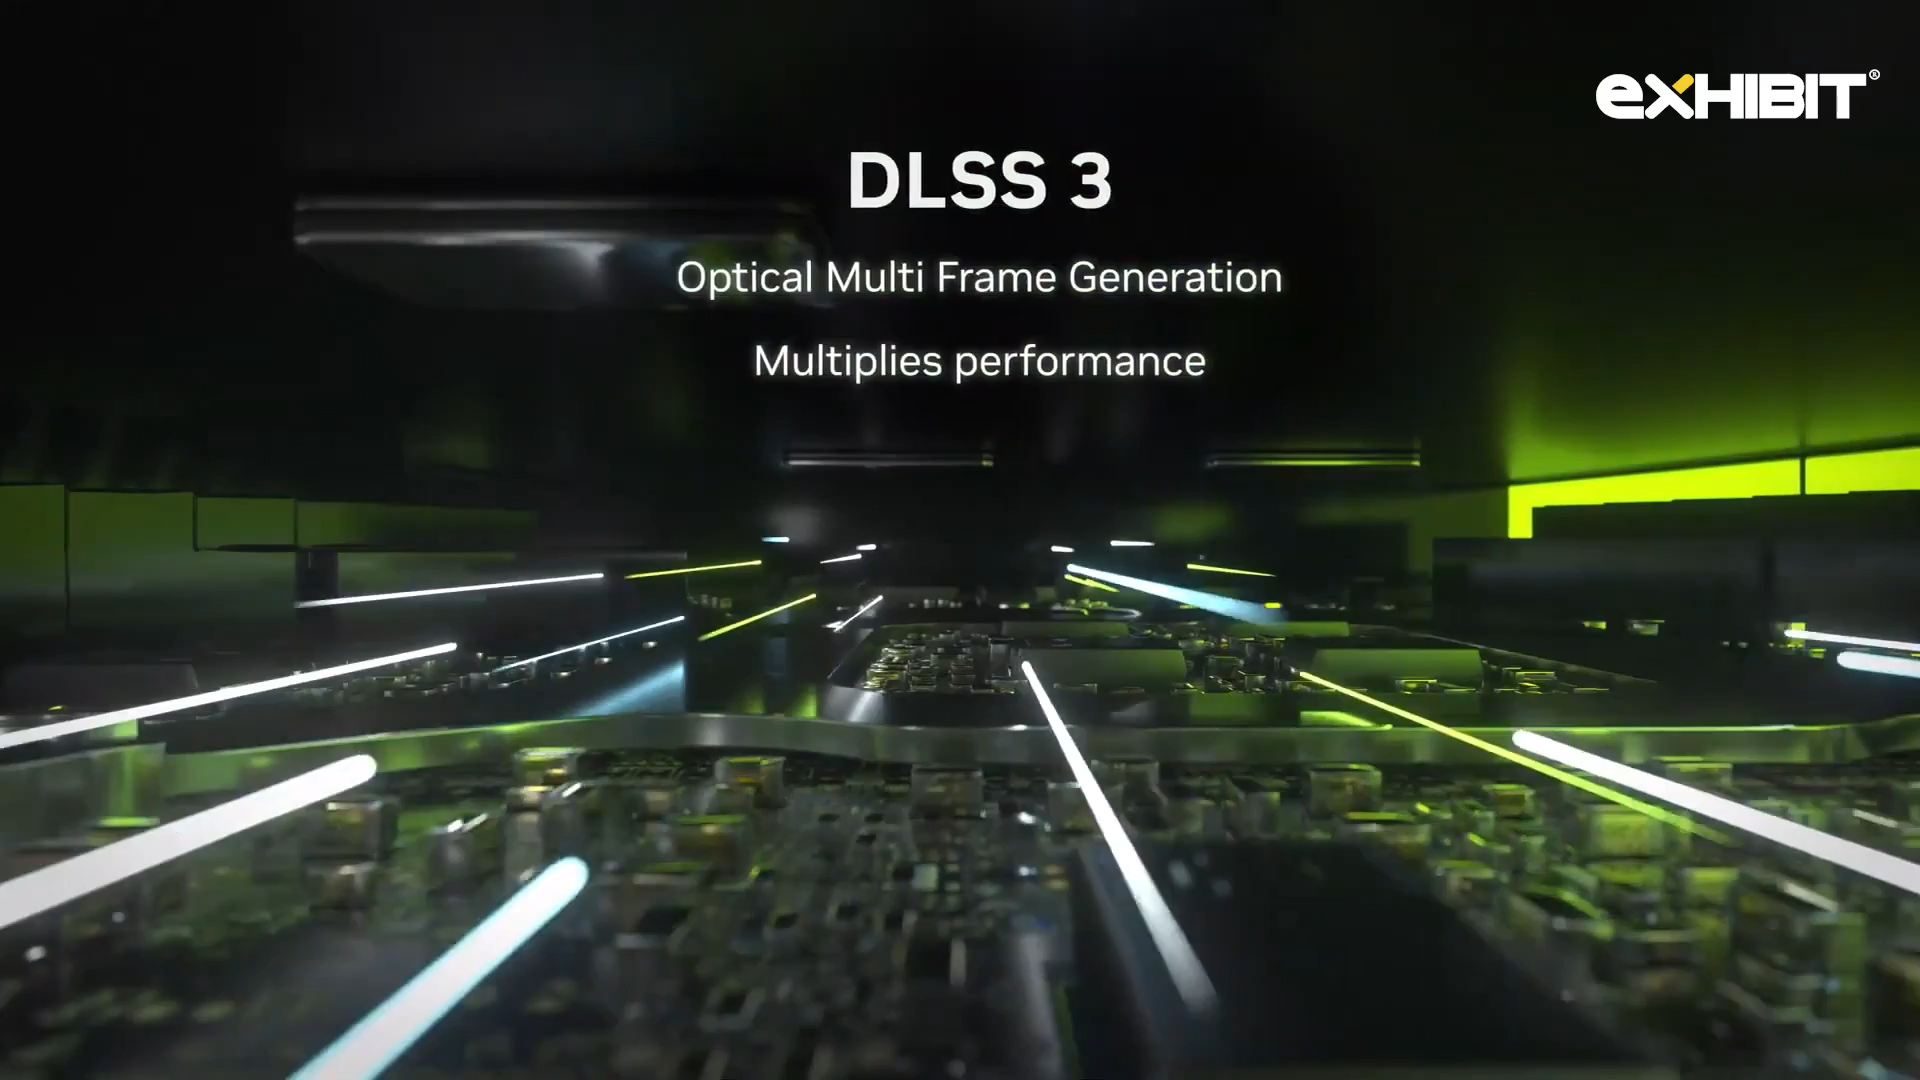 eXHIBIT®
DLSS 3
Optical Multi Frame Generation
Multiplies performance